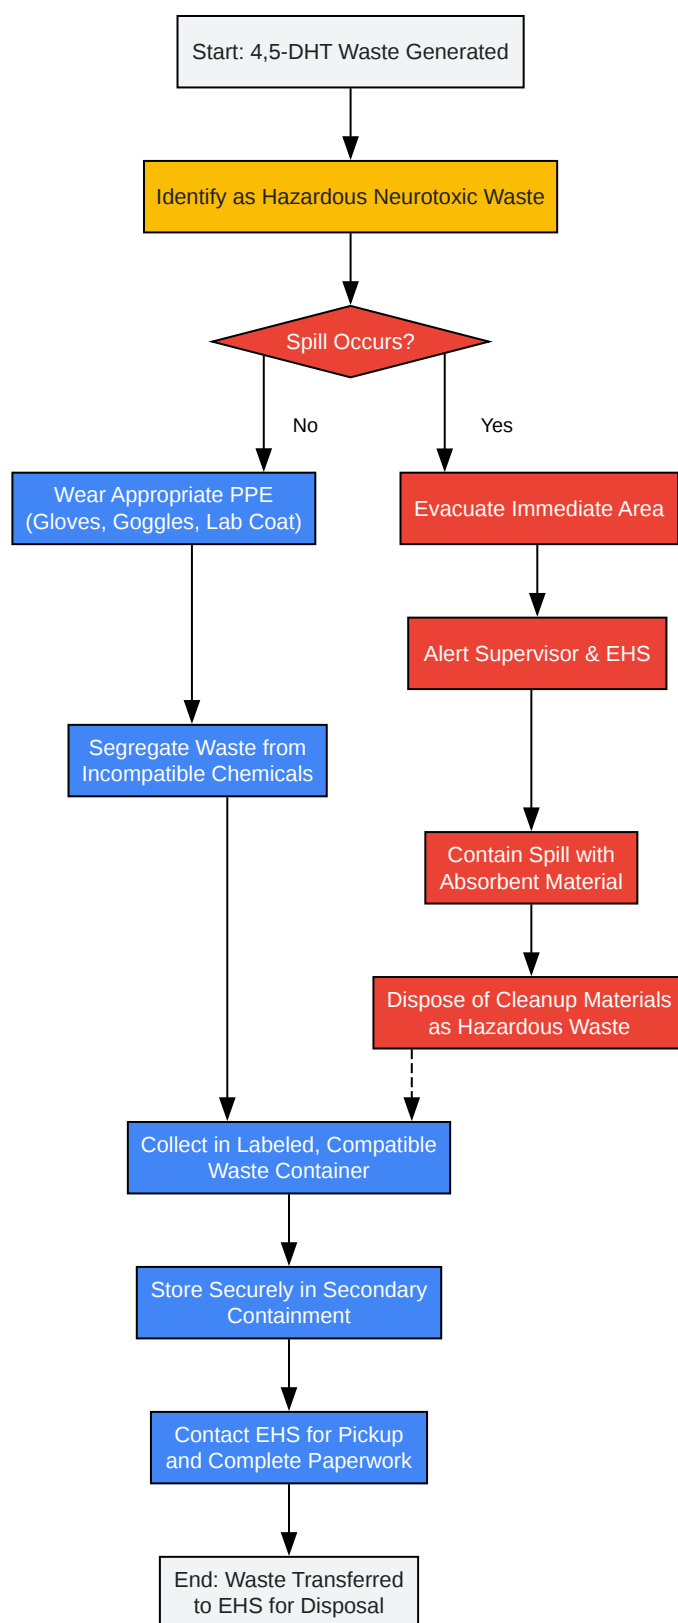 Start: 4,5-DHT Waste Generated
Identify as Hazardous Neurotoxic Waste
Spill Occurs?
No
Yes
Wear Appropriate PPE
(Gloves, Goggles, Lab Coat)
Evacuate Immediate Area
Alert Supervisor & EHS
Segregate Waste from
Incompatible Chemicals
Contain Spill with
Absorbent Material
Dispose of Cleanup Materials
as Hazardous Waste
Collect in Labeled, Compatible
Waste Container
Store Securely in Secondary
Containment
Contact EHS for Pickup
and Complete Paperwork
End: Waste Transferred
to EHS for Disposal